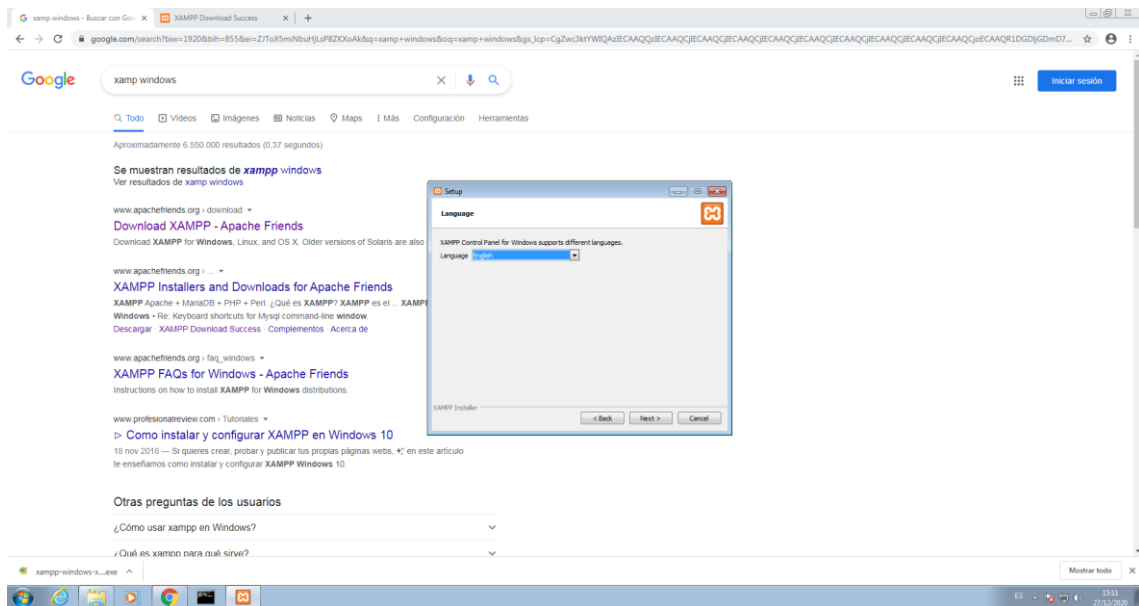 xamp windows - Buscar con Goo
XAMPP Download Success
google.com/search?biw=1920&bih=855&ei=
Google
xamp windows
Iniciar sesión
Todo Vídeos Imágenes Noticias Maps Más Configuración Herramientas
Aproximadamente 6.550.000 resultados (0,37 segundos)
Se muestran resultados de xampp windows
Ver resultados de xamp windows
www.apachefriends.org › download
Download XAMPP - Apache Friends
Download XAMPP for Windows, Linux, and OS X. Older versions of Solaris are also
www.apachefriends.org › ...
XAMPP Installers and Downloads for Apache Friends
XAMPP Apache + MariaDB + PHP + Perl. ¿Qué es XAMPP? XAMPP es el ... XAMPP
Windows • Re: Keyboard shortcuts for Mysql command-line window.
Descargar · XAMPP Download Success · Complementos · Acerca de
www.apachefriends.org › faq_windows
XAMPP FAQs for Windows - Apache Friends
Instructions on how to install XAMPP for Windows distributions.
www.profesionalreview.com › Tutoriales
▷ Como instalar y configurar XAMPP en Windows 10
18 nov 2018 — Si quieres crear, probar y publicar tus propias páginas webs, en este artículo
te enseñamos como instalar y configurar XAMPP Windows 10.
Otras preguntas de los usuarios
¿Cómo usar xampp en Windows?
¿Qué es xampp para qué sirve?
Setup
Language
XAMPP Control Panel for Windows supports different languages.
Language English
XAMPP Installer
< Back Next > Cancel
xampp-windows-x....exe
Mostrar todo
ES
15:11
27/12/2020